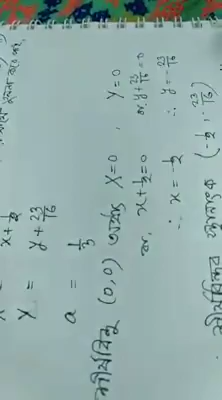 x + 1/2
Y = y + 23/16
a = 1/3
শীর্ষবিন্দু (0,0) অর্থাৎ X=0 , Y=0
বা, x + 1/2 = 0 বা, y + 23/16 = 0
∴ x = -1/2 ∴ y = -23/16
শীর্ষবিন্দুর স্থানাঙ্ক (-1/2, -23/16)